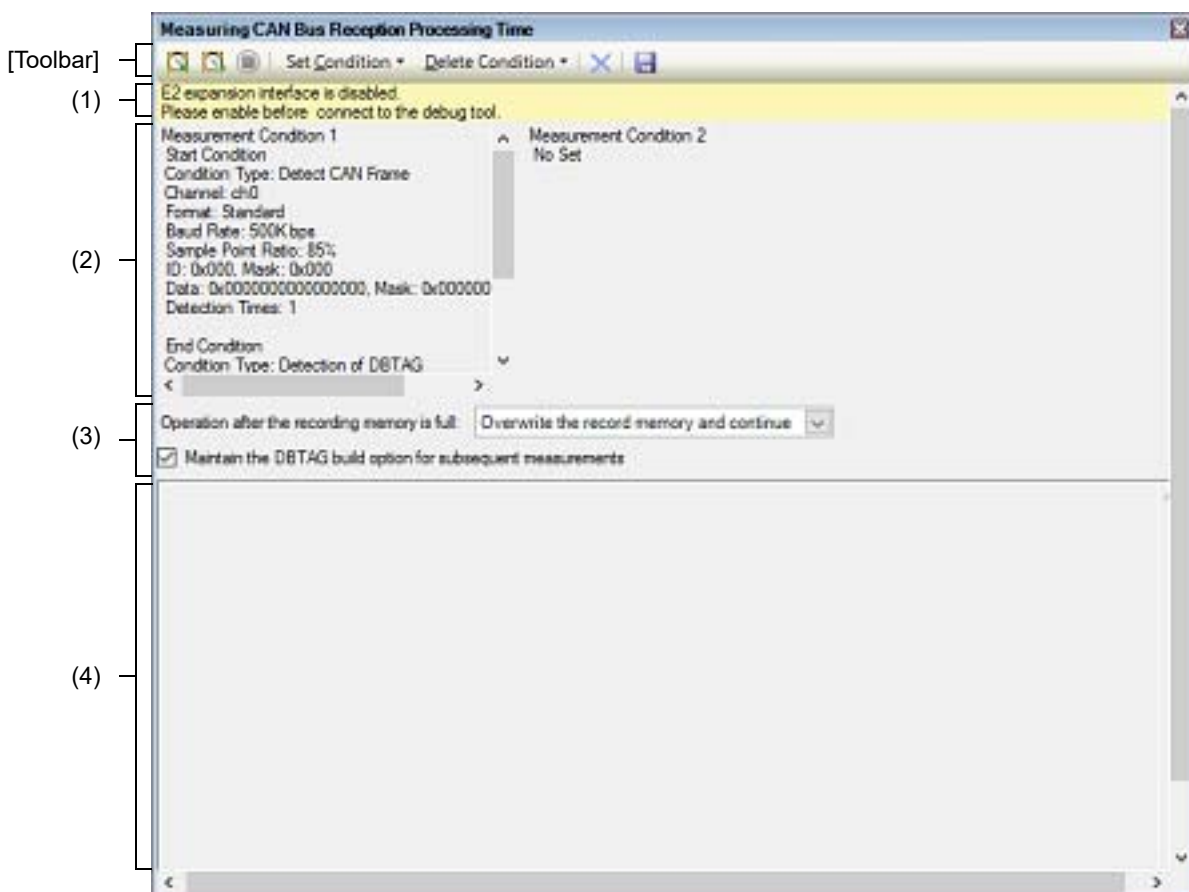 Measuring CAN Bus Reception Processing Time
[Toolbar]
Set Condition
Delete Condition
(1)
E2 expansion interface is disabled.
Please enable before connect to the debug tool.
(2)
Measurement Condition 1
Start Condition
Condition Type: Detect CAN Frame
Channel: ch0
Format: Standard
Baud Rate: 500Kbps
Sample Point Ratio: 85%
ID: 0x000, Mask: 0x000
Data: 0x0000000000000000, Mask: 0x000000
Detection Times: 1
End Condition
Condition Type: Detection of DBTAG
Measurement Condition 2
No Set
(3)
Operation after the recording memory is full: Overwrite the record memory and continue
Maintain the DBTAG build option for subsequent measurements
(4)